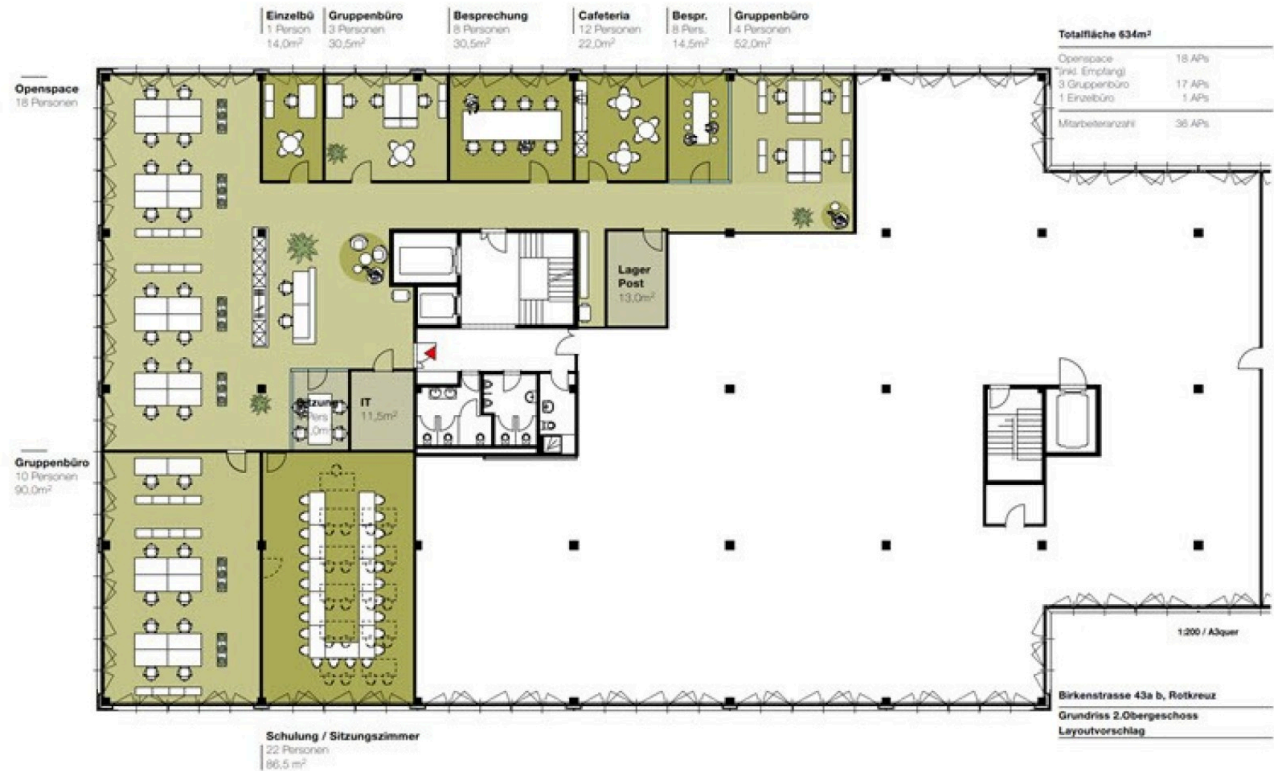 Einzelbü
1 Person
14,0m²
Gruppenbüro
3 Personen
30,5m²
Besprechung
8 Personen
30,5m²
Cafeteria
12 Personen
22,0m²
Bespr.
8 Pers.
14,5m²
Gruppenbüro
4 Personen
52,0m²
Totalfläche 634m²
Openspace 18 APs
(inkl. Empfang)
3 Gruppenbüro 17 APs
1 Einzelbüro 1 APs
Mitarbeiteranzahl 36 APs
Openspace
18 Personen
Lager
Post
13,0m²
IT
11,5m²
Gruppenbüro
10 Personen
90,0m²
1:200 / A3quer
Birkenstrasse 43a b, Rotkreuz
Grundriss 2.Obergeschoss
Layoutvorschlag
Schulung / Sitzungszimmer
22 Personen
86,5 m²